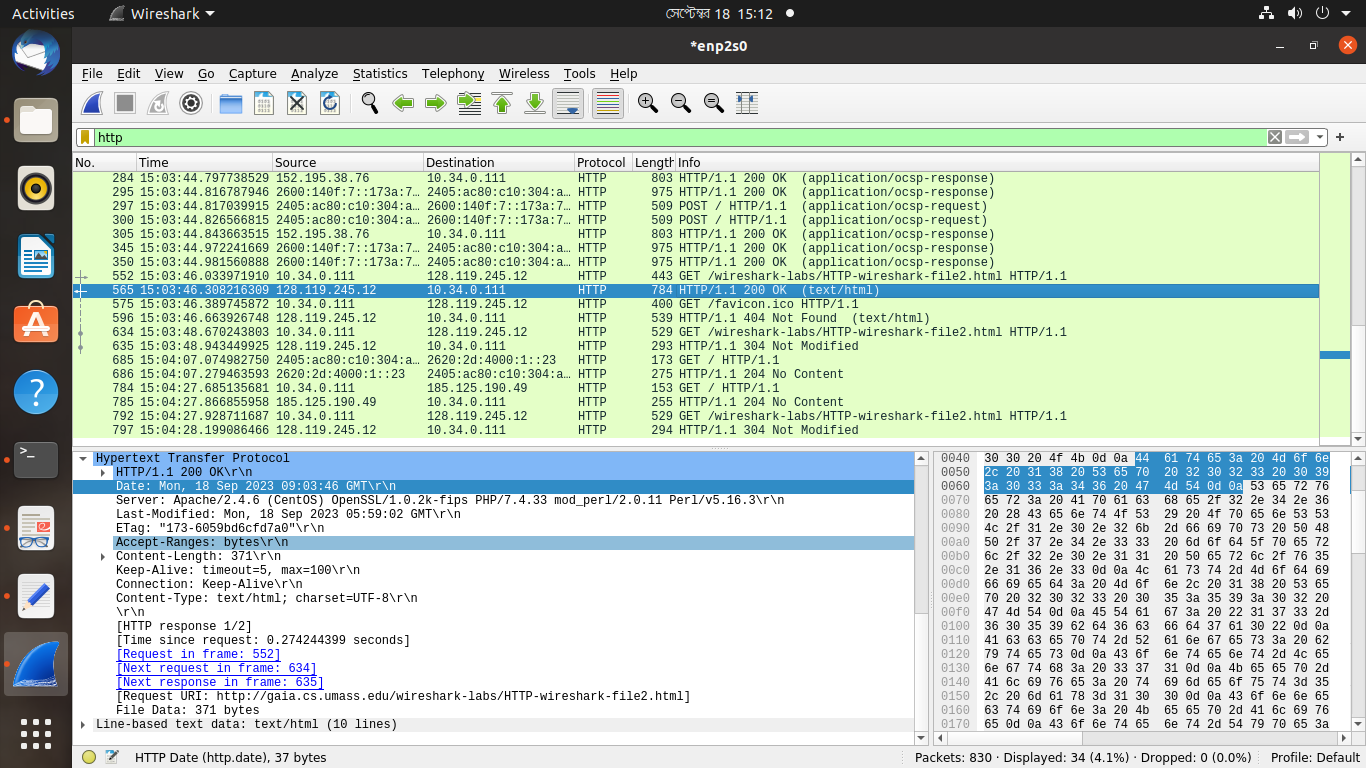 Activities Wireshark সেপ্টেম্বর 18 15:12
*enp2s0
File Edit View Go Capture Analyze Statistics Telephony Wireless Tools Help
http
No. Time Source Destination Protocol Length Info
284 15:03:44.797738529 152.195.38.76 10.34.0.111 HTTP 803 HTTP/1.1 200 OK (application/ocsp-response)
295 15:03:44.816787946 2600:140f:7::173a:7… 2405:ac80:c10:304:a… HTTP 975 HTTP/1.1 200 OK (application/ocsp-response)
297 15:03:44.817039915 2405:ac80:c10:304:a… 2600:140f:7::173a:7… HTTP 509 POST / HTTP/1.1 (application/ocsp-request)
300 15:03:44.826566815 2405:ac80:c10:304:a… 2600:140f:7::173a:7… HTTP 509 POST / HTTP/1.1 (application/ocsp-request)
305 15:03:44.843663515 152.195.38.76 10.34.0.111 HTTP 803 HTTP/1.1 200 OK (application/ocsp-response)
345 15:03:44.972241669 2600:140f:7::173a:7… 2405:ac80:c10:304:a… HTTP 975 HTTP/1.1 200 OK (application/ocsp-response)
350 15:03:44.981560888 2600:140f:7::173a:7… 2405:ac80:c10:304:a… HTTP 975 HTTP/1.1 200 OK (application/ocsp-response)
552 15:03:46.033971910 10.34.0.111 128.119.245.12 HTTP 443 GET /wireshark-labs/HTTP-wireshark-file2.html HTTP/1.1
565 15:03:46.308216309 128.119.245.12 10.34.0.111 HTTP 784 HTTP/1.1 200 OK (text/html)
575 15:03:46.389745872 10.34.0.111 128.119.245.12 HTTP 400 GET /favicon.ico HTTP/1.1
596 15:03:46.663926748 128.119.245.12 10.34.0.111 HTTP 539 HTTP/1.1 404 Not Found (text/html)
634 15:03:48.670243803 10.34.0.111 128.119.245.12 HTTP 529 GET /wireshark-labs/HTTP-wireshark-file2.html HTTP/1.1
635 15:03:48.943449925 128.119.245.12 10.34.0.111 HTTP 293 HTTP/1.1 304 Not Modified
685 15:04:07.074982750 2405:ac80:c10:304:a… 2620:2d:4000:1::23 HTTP 173 GET / HTTP/1.1
686 15:04:07.279463593 2620:2d:4000:1::23 2405:ac80:c10:304:a… HTTP 275 HTTP/1.1 204 No Content
784 15:04:27.685135681 10.34.0.111 185.125.190.49 HTTP 153 GET / HTTP/1.1
785 15:04:27.866855958 185.125.190.49 10.34.0.111 HTTP 255 HTTP/1.1 204 No Content
792 15:04:27.928711687 10.34.0.111 128.119.245.12 HTTP 529 GET /wireshark-labs/HTTP-wireshark-file2.html HTTP/1.1
797 15:04:28.199086466 128.119.245.12 10.34.0.111 HTTP 294 HTTP/1.1 304 Not Modified
Hypertext Transfer Protocol
HTTP/1.1 200 OK\r\n
Date: Mon, 18 Sep 2023 09:03:46 GMT\r\n
Server: Apache/2.4.6 (CentOS) OpenSSL/1.0.2k-fips PHP/7.4.33 mod_perl/2.0.11 Perl/v5.16.3\r\n
Last-Modified: Mon, 18 Sep 2023 05:59:02 GMT\r\n
ETag: "173-6059bd6cfd7a0"\r\n
Accept-Ranges: bytes\r\n
Content-Length: 371\r\n
Keep-Alive: timeout=5, max=100\r\n
Connection: Keep-Alive\r\n
Content-Type: text/html; charset=UTF-8\r\n
\r\n
[HTTP response 1/2]
[Time since request: 0.274244399 seconds]
[Request in frame: 552]
[Next request in frame: 634]
[Next response in frame: 635]
[Request URI: http://gaia.cs.umass.edu/wireshark-labs/HTTP-wireshark-file2.html]
File Data: 371 bytes
Line-based text data: text/html (10 lines)
0040 30 30 20 4f 4b 0d 0a 44 61 74 65 3a 20 4d 6f 6e
0050 2c 20 31 38 20 53 65 70 20 32 30 32 33 20 30 39
0060 3a 30 33 3a 34 36 20 47 4d 54 0d 0a 53 65 72 76
0070 65 72 3a 20 41 70 61 63 68 65 2f 32 2e 34 2e 36
0080 20 28 43 65 6e 74 4f 53 29 20 4f 70 65 6e 53 53
0090 4c 2f 31 2e 30 2e 32 6b 2d 66 69 70 73 20 50 48
00a0 50 2f 37 2e 34 2e 33 33 20 6d 6f 64 5f 70 65 72
00b0 6c 2f 32 2e 30 2e 31 31 20 50 65 72 6c 2f 76 35
00c0 2e 31 36 2e 33 0d 0a 4c 61 73 74 2d 4d 6f 64 69
00d0 66 69 65 64 3a 20 4d 6f 6e 2c 20 31 38 20 53 65
00e0 70 20 32 30 32 33 20 30 35 3a 35 39 3a 30 32 20
00f0 47 4d 54 0d 0a 45 54 61 67 3a 20 22 31 37 33 2d
0100 36 30 35 39 62 64 36 63 66 64 37 61 30 22 0d 0a
0110 41 63 63 65 70 74 2d 52 61 6e 67 65 73 3a 20 62
0120 79 74 65 73 0d 0a 43 6f 6e 74 65 6e 74 2d 4c 65
0130 6e 67 74 68 3a 20 33 37 31 0d 0a 4b 65 65 70 2d
0140 41 6c 69 76 65 3a 20 74 69 6d 65 6f 75 74 3d 35
0150 2c 20 6d 61 78 3d 31 30 30 0d 0a 43 6f 6e 6e 65
0160 63 74 69 6f 6e 3a 20 4b 65 65 70 2d 41 6c 69 76
0170 65 0d 0a 43 6f 6e 74 65 6e 74 2d 54 79 70 65 3a
HTTP Date (http.date), 37 bytes Packets: 830 · Displayed: 34 (4.1%) · Dropped: 0 (0.0%) Profile: Default